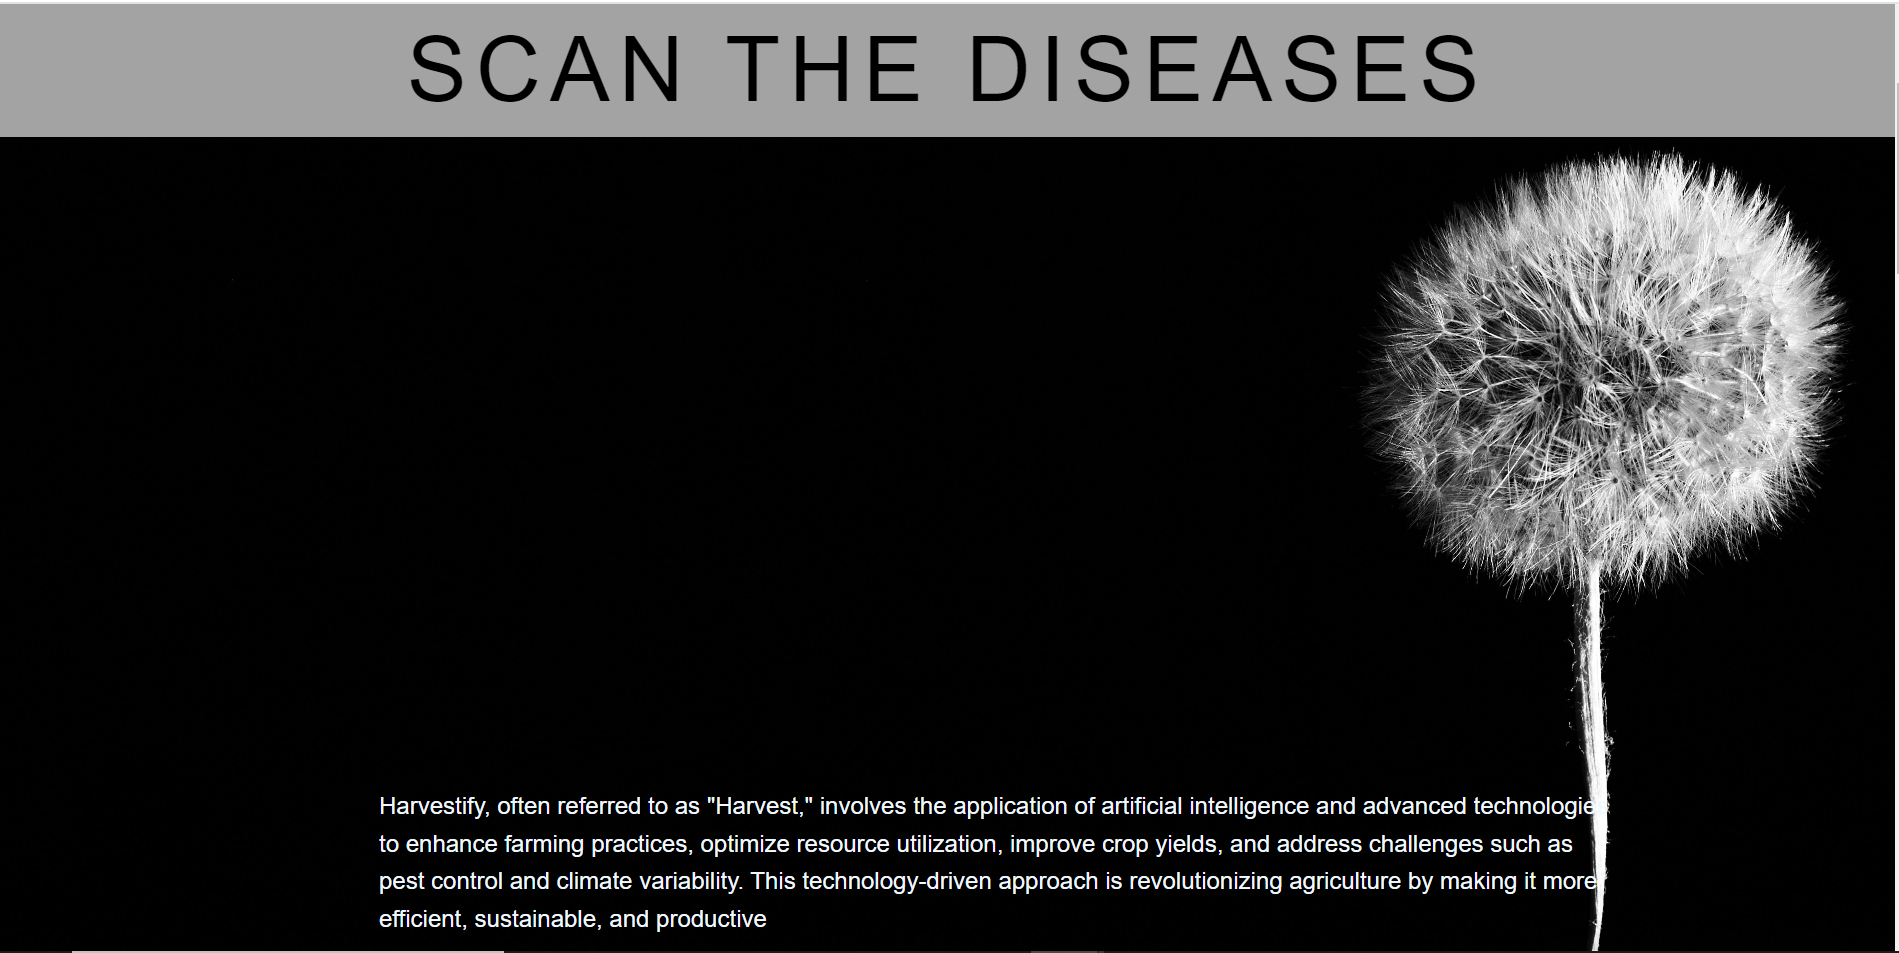 SCAN THE DISEASES
Harvestify, often referred to as "Harvest," involves the application of artificial intelligence and advanced technologies
to enhance farming practices, optimize resource utilization, improve crop yields, and address challenges such as
pest control and climate variability. This technology-driven approach is revolutionizing agriculture by making it more
efficient, sustainable, and productive